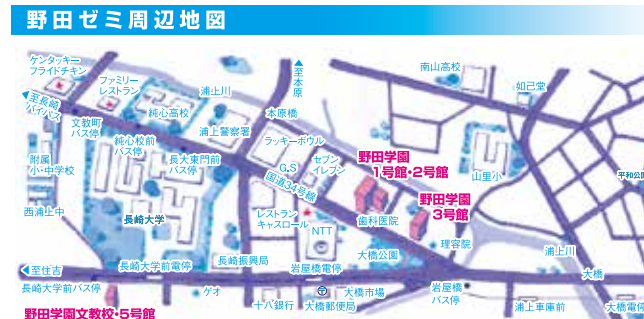 野田ゼミ周辺地図
ケンタッキー
フライドチキン
ファミリー
レストラン
至長崎
バイパス
文教町
バス停
純心高校
浦上川
至本原
本原橋
南山高校
如己堂
純心校前
バス停
浦上警察署
ラッキーボウル
長大東門前
バス停
G.S
セブン
イレブン
国道34号線
野田学園
1号館・2号館
山里小
平和公
附属
小・中学校
西浦上中
長崎大学
レストラン
キャスロール
NTT
歯科医院
野田学園
3号館
理容院
大橋公園
浦上川
至住吉
長崎大学前電停
長崎振興局
岩屋橋電停
大橋
長崎大学前バス停
ゲオ
十八銀行
大橋郵便局
大橋市場
岩屋橋
バス停
浦上車庫前
大橋電停
野田学園文教校・5号館